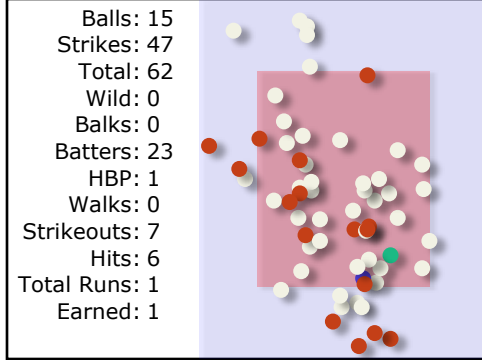 Balls: 15
Strikes: 47
Total: 62
Wild: 0
Balks: 0
Batters: 23
HBP: 1
Walks: 0
Strikeouts: 7
Hits: 6
Total Runs: 1
Earned: 1